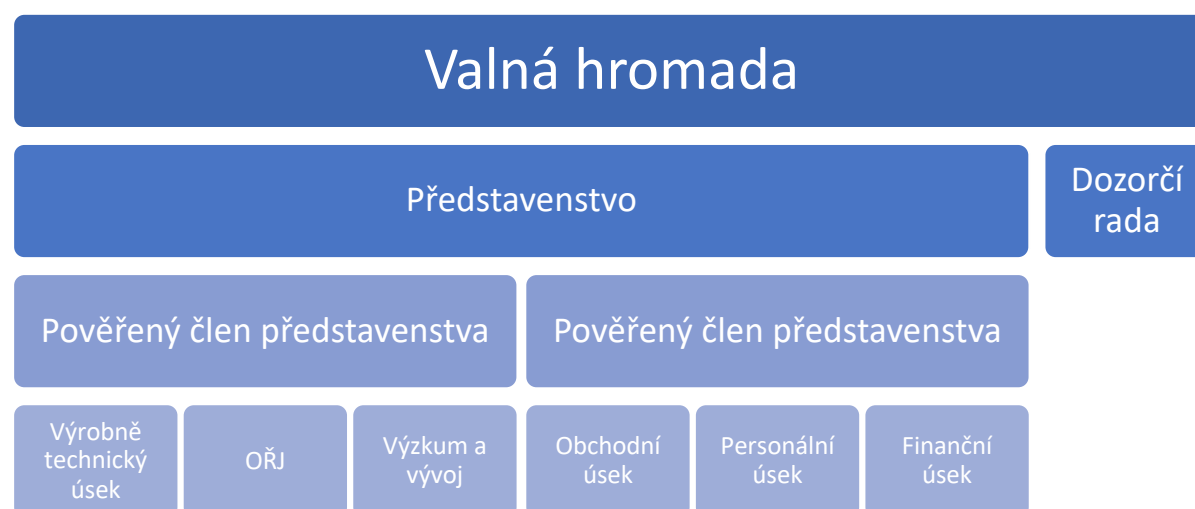 Valná hromada
Představenstvo
Dozorčí
rada
Pověřený člen představenstva
Pověřený člen představenstva
Výrobně
technický
úsek
OŘJ
Výzkum a
vývoj
Obchodní
úsek
Personální
úsek
Finanční
úsek